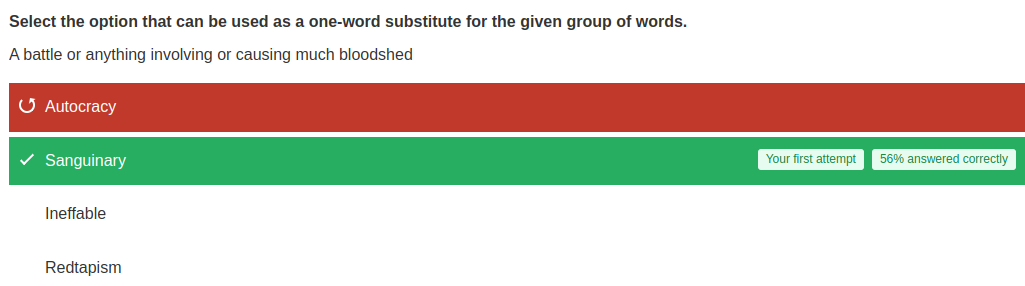 Select the option that can be used as a one-word substitute for the given group of words.
A battle or anything involving or causing much bloodshed
Autocracy
Sanguinary Your first attempt 56% answered correctly
Ineffable
Redtapism